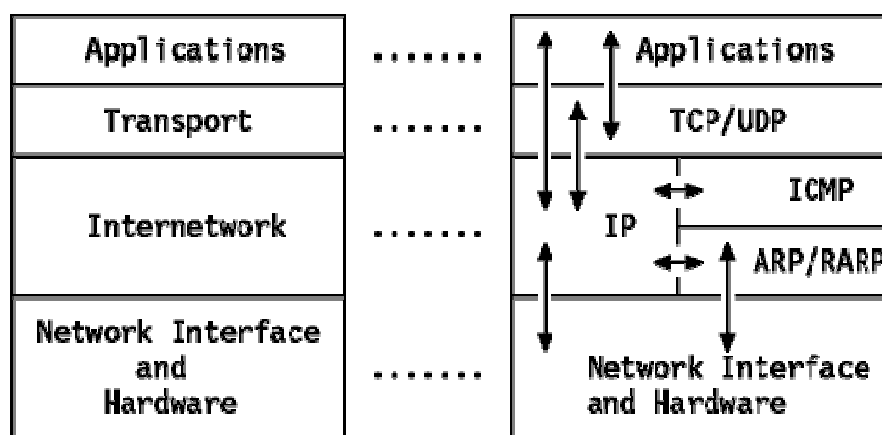 Applications
Transport
Internetwork
Network Interface
and
Hardware
Applications
TCP/UDP
IP
ICMP
ARP/RARP
Network Interface
and Hardware